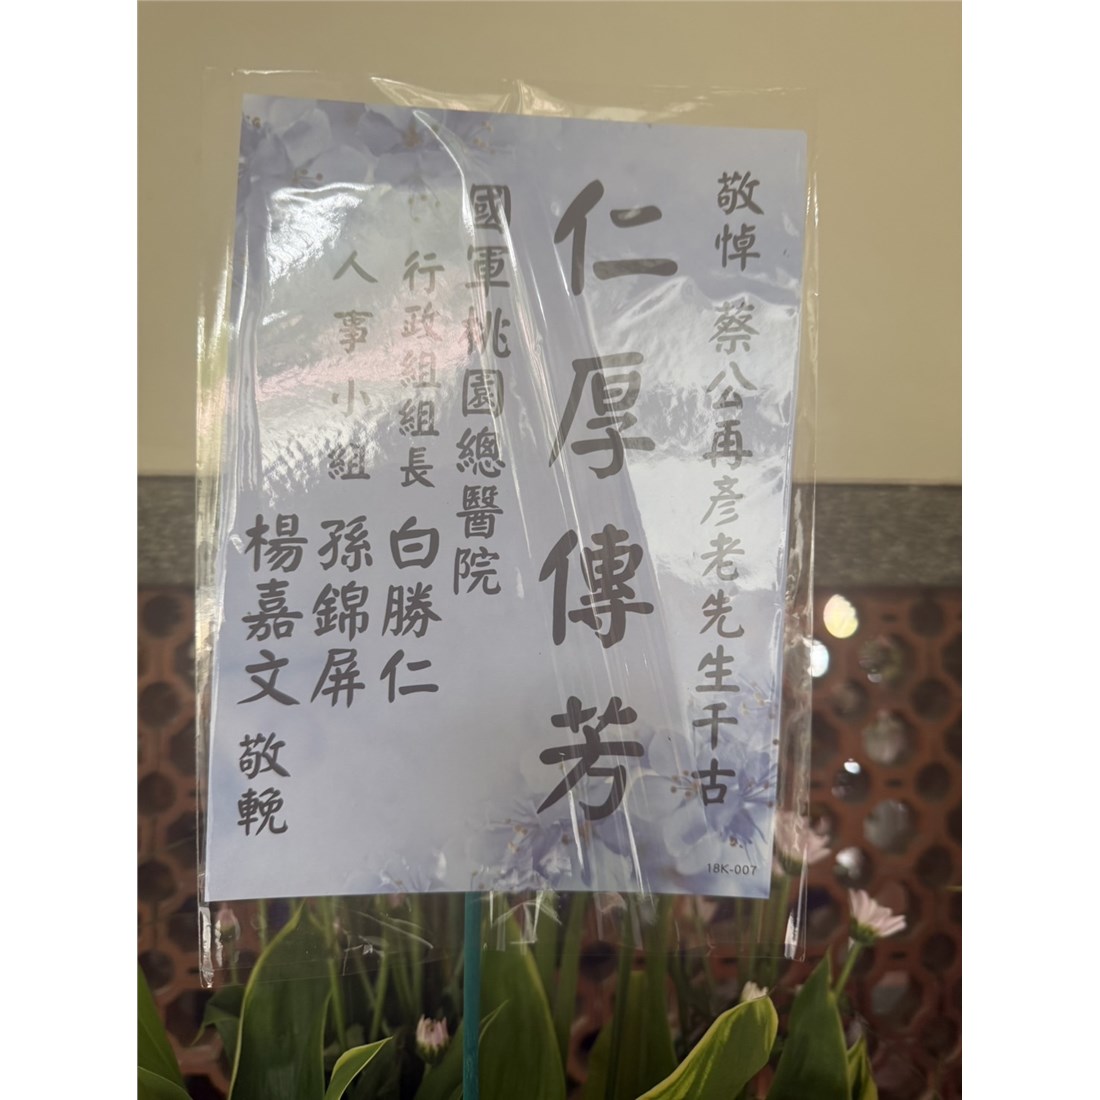 敬悼 蔡公再彥老先生千古
仁厚傳芳
國軍桃園總醫院
行政組組長 白勝仁
人事小組 孫錦屏
楊嘉文 敬輓
18K-007